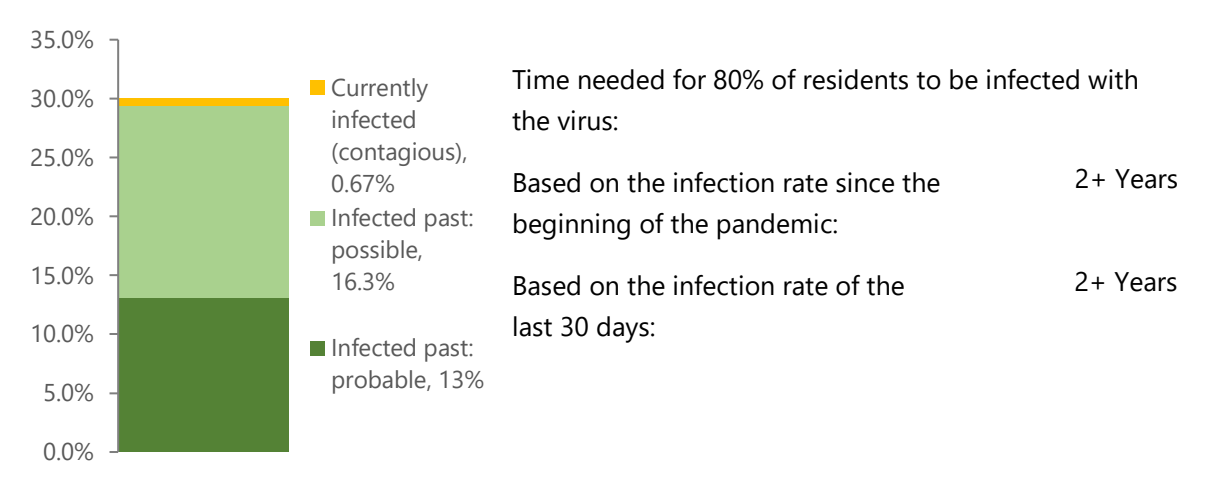 35.0%
30.0%
25.0%
20.0%
15.0%
10.0%
5.0%
0.0%
Currently
infected
(contagious),
0.67%
Infected past:
possible,
16.3%
Infected past:
probable, 13%
Time needed for 80% of residents to be infected with
the virus:
Based on the infection rate since the
beginning of the pandemic:
2+ Years
Based on the infection rate of the
last 30 days:
2+ Years